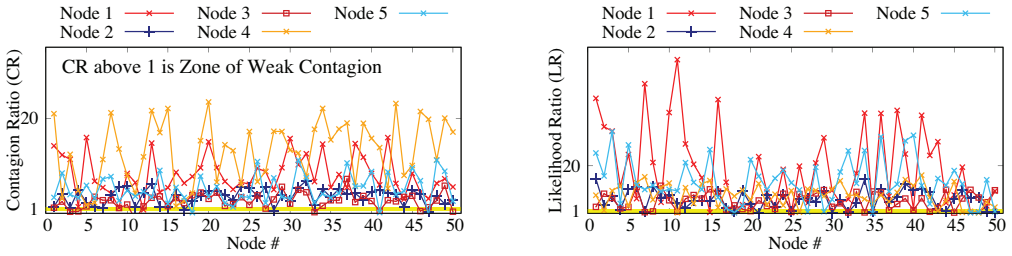 Node 1 Node 3 Node 5
Node 2 Node 4
CR above 1 is Zone of Weak Contagion
Contagion Ratio (CR)
20
1
0 5 10 15 20 25 30 35 40 45 50
Node #
Node 1 Node 3 Node 5
Node 2 Node 4
Likelihood Ratio (LR)
20
1
0 5 10 15 20 25 30 35 40 45 50
Node #